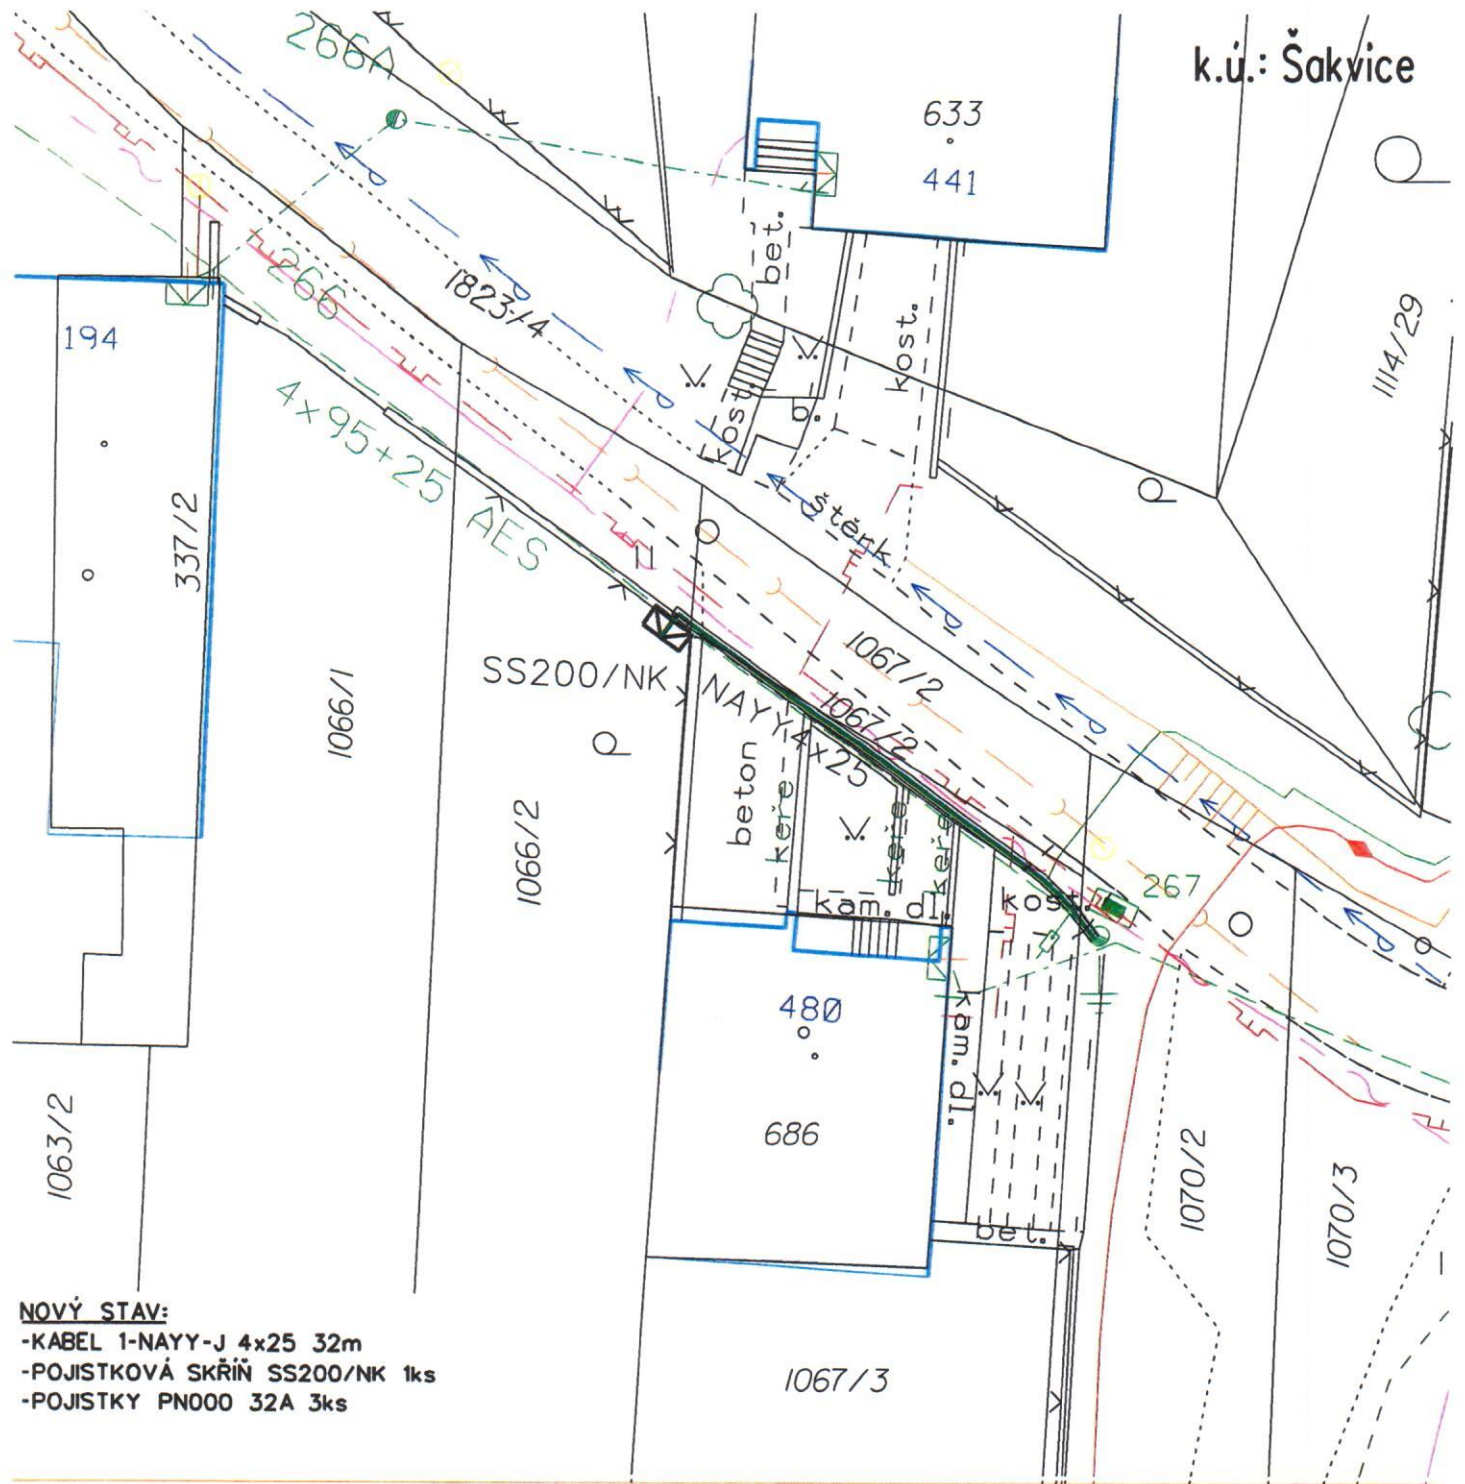 k.ú.: Šakvice
266A
633
441
bet.
266
1823/4
kost.
1114/29
194
kost.
b.
4x95+25 AES
337/2
štěrk
1067/2
SS200/NK
NAYY4x25
1067/2
1066/1
beton
keře
1066/2
keře
keře
kam. dl.
kost.
267
480
kam. dl.
686
1063/2
1070/2
1070/3
bet.
NOVÝ STAV:
-KABEL 1-NAYY-J 4x25 32m
-POJISTKOVÁ SKŘÍŇ SS200/NK 1ks
-POJISTKY PN000 32A 3ks
1067/3